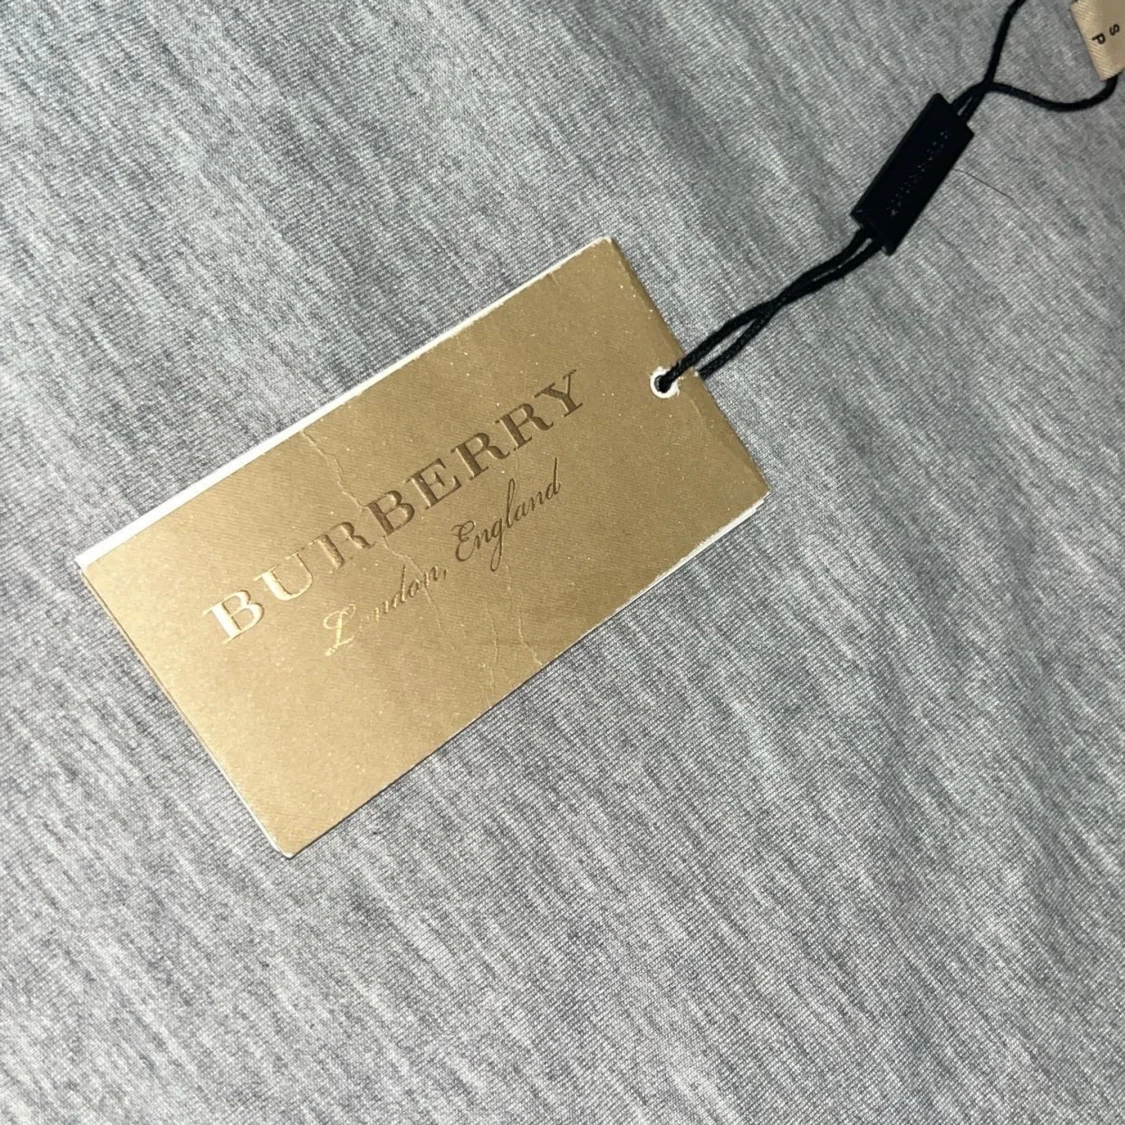 BURBERRY
London, England
S
P